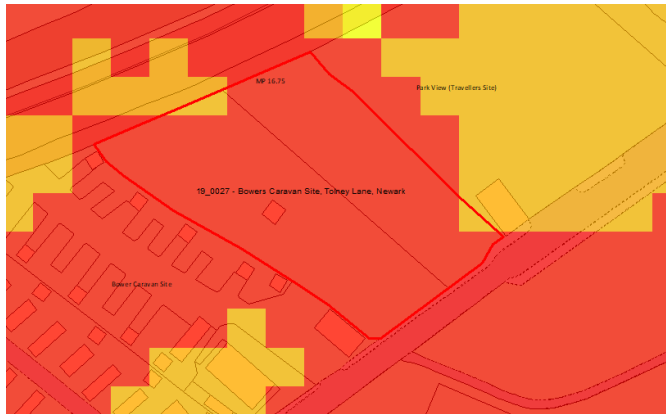 MP 16.75
Park View (Travellers Site)
19_0027 - Bowers Caravan Site, Tolney Lane, Newark
Bower Caravan Site